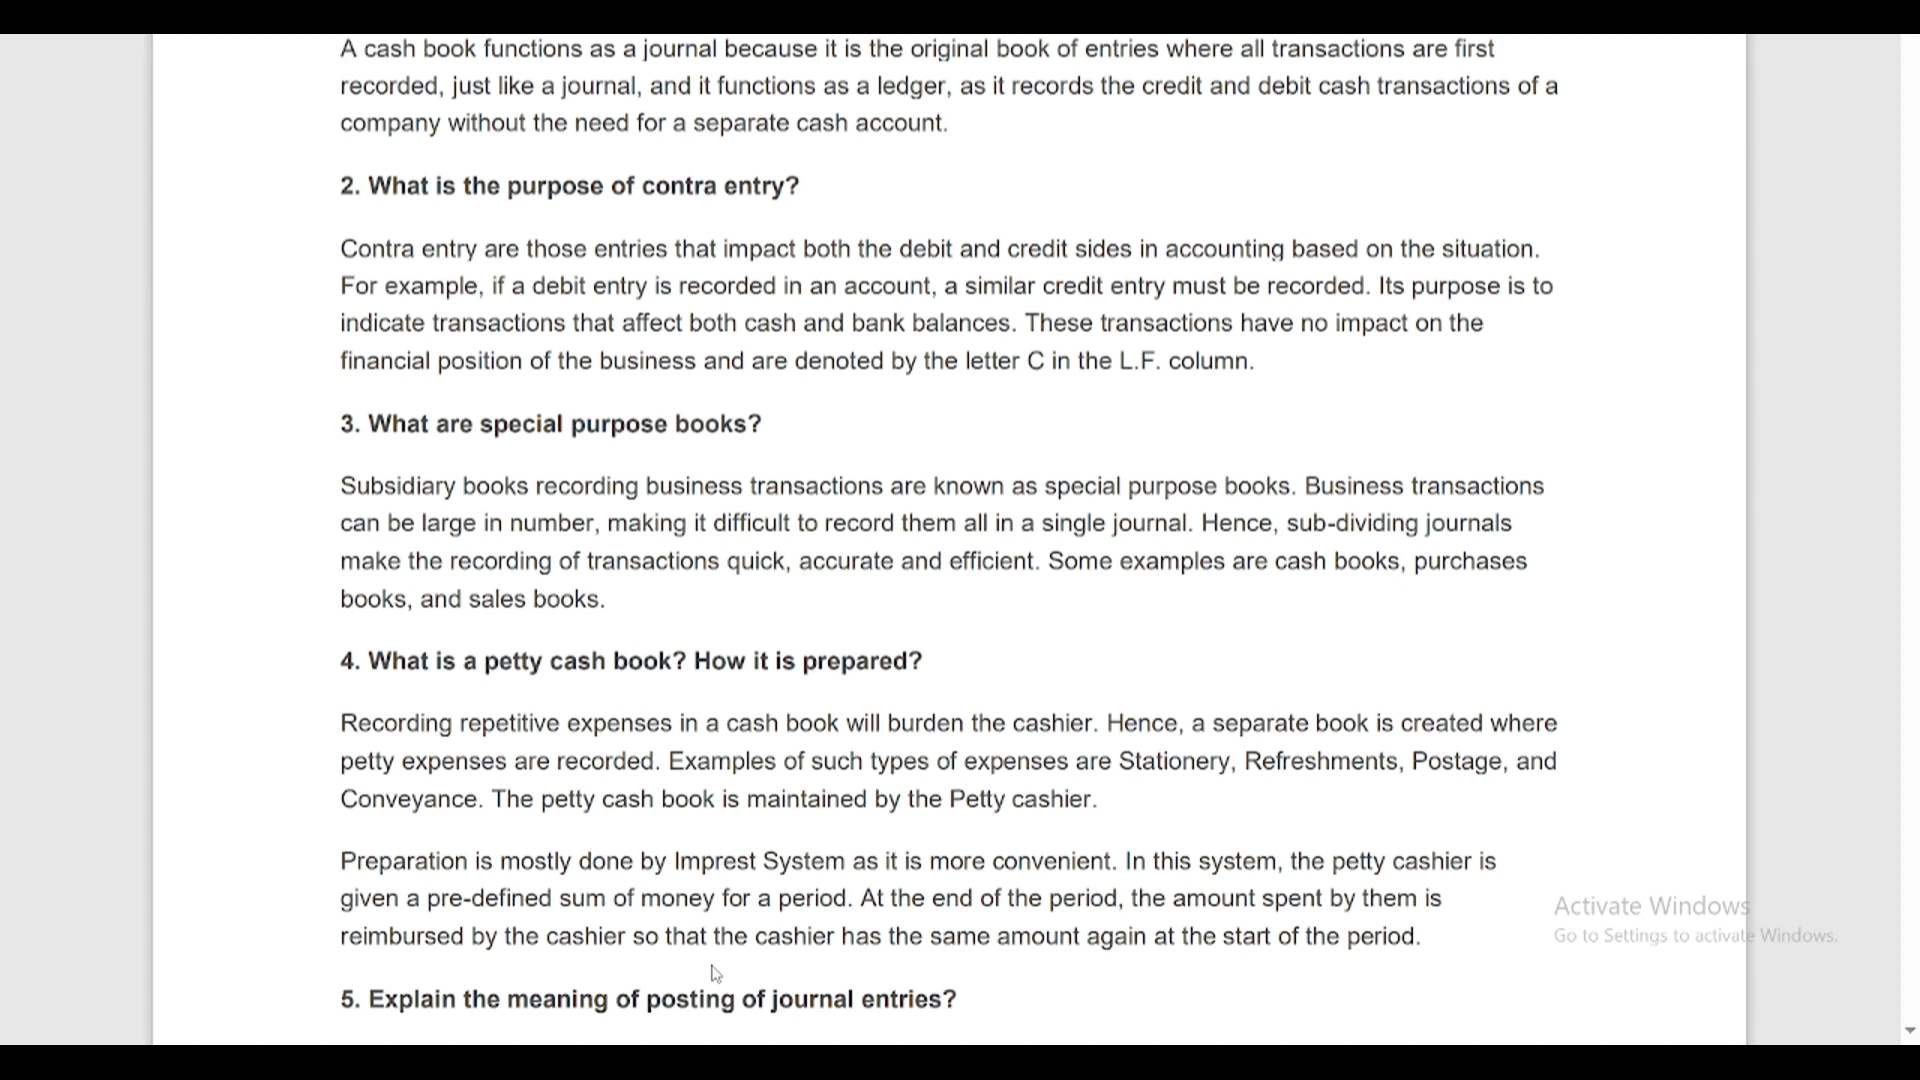 A cash book functions as a journal because it is the original book of entries where all transactions are first
recorded, just like a journal, and it functions as a ledger, as it records the credit and debit cash transactions of a
company without the need for a separate cash account.
2. What is the purpose of contra entry?
Contra entry are those entries that impact both the debit and credit sides in accounting based on the situation.
For example, if a debit entry is recorded in an account, a similar credit entry must be recorded. Its purpose is to
indicate transactions that affect both cash and bank balances. These transactions have no impact on the
financial position of the business and are denoted by the letter C in the L.F. column.
3. What are special purpose books?
Subsidiary books recording business transactions are known as special purpose books. Business transactions
can be large in number, making it difficult to record them all in a single journal. Hence, sub-dividing journals
make the recording of transactions quick, accurate and efficient. Some examples are cash books, purchases
books, and sales books.
4. What is a petty cash book? How it is prepared?
Recording repetitive expenses in a cash book will burden the cashier. Hence, a separate book is created where
petty expenses are recorded. Examples of such types of expenses are Stationery, Refreshments, Postage, and
Conveyance. The petty cash book is maintained by the Petty cashier.
Preparation is mostly done by Imprest System as it is more convenient. In this system, the petty cashier is
given a pre-defined sum of money for a period. At the end of the period, the amount spent by them is
reimbursed by the cashier so that the cashier has the same amount again at the start of the period.
Activate Windows
Go to Settings to activate Windows.
5. Explain the meaning of posting of journal entries?